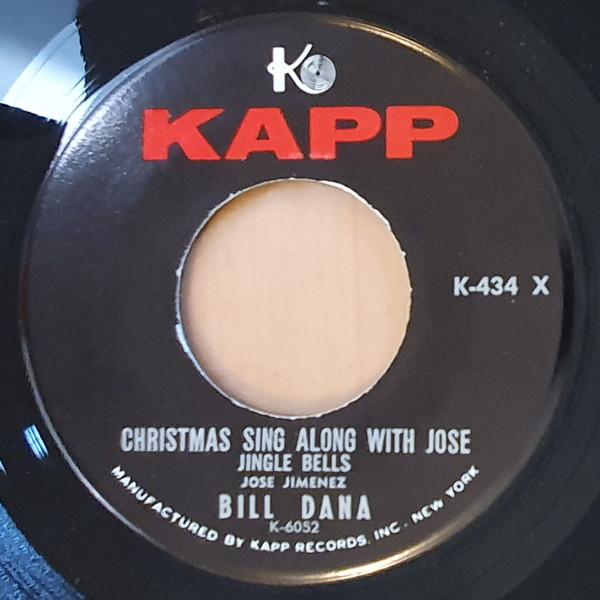 K
KAPP
K-434 X
CHRISTMAS SING ALONG WITH JOSE
JINGLE BELLS
JOSE JIMENEZ
BILL DANA
K-6052
MANUFACTURED BY KAPP RECORDS, INC. NEW YORK